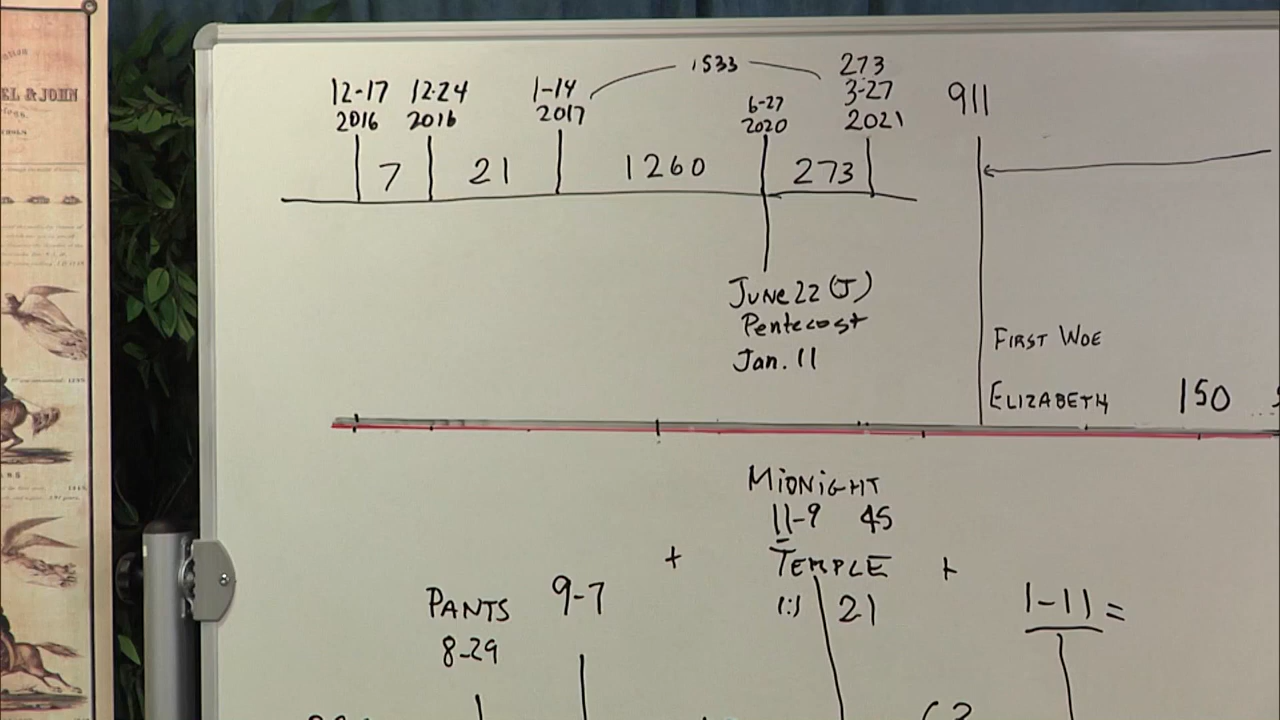 EL & JOHN
1533
12-17 12-24 1-14 6-27 273
3-27 911
2016 2016 2017 2020 2021
7 21 1260 273
June 22 (J)
Pentecost
Jan. 11
First Woe
Elizabeth 150
Midnight
11-9 45
+ Temple +
Pants 9-7 (:) 21 1-11 =
8-29